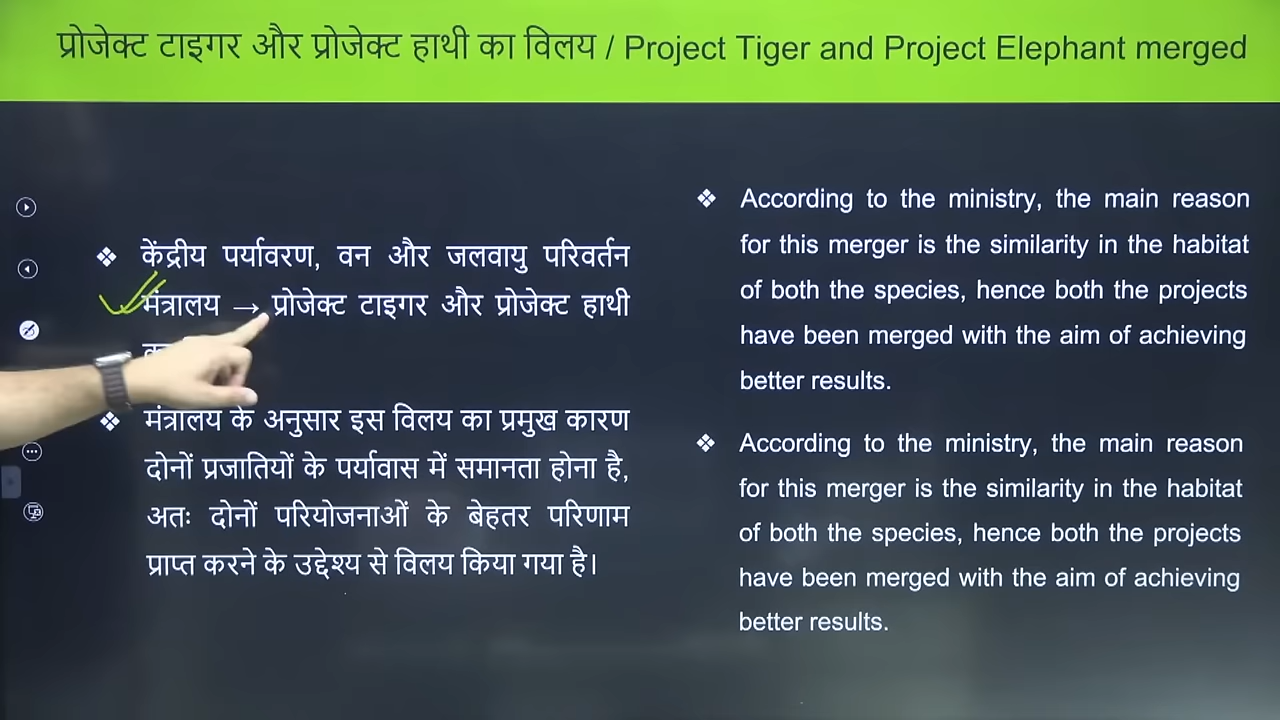 प्रोजेक्ट टाइगर और प्रोजेक्ट हाथी का विलय / Project Tiger and Project Elephant merged
❖ केंद्रीय पर्यावरण, वन और जलवायु परिवर्तन
मंत्रालय → प्रोजेक्ट टाइगर और प्रोजेक्ट हाथी
❖ मंत्रालय के अनुसार इस विलय का प्रमुख कारण
दोनों प्रजातियों के पर्यावास में समानता होना है,
अतः दोनों परियोजनाओं के बेहतर परिणाम
प्राप्त करने के उद्देश्य से विलय किया गया है।
❖ According to the ministry, the main reason
for this merger is the similarity in the habitat
of both the species, hence both the projects
have been merged with the aim of achieving
better results.
❖ According to the ministry, the main reason
for this merger is the similarity in the habitat
of both the species, hence both the projects
have been merged with the aim of achieving
better results.